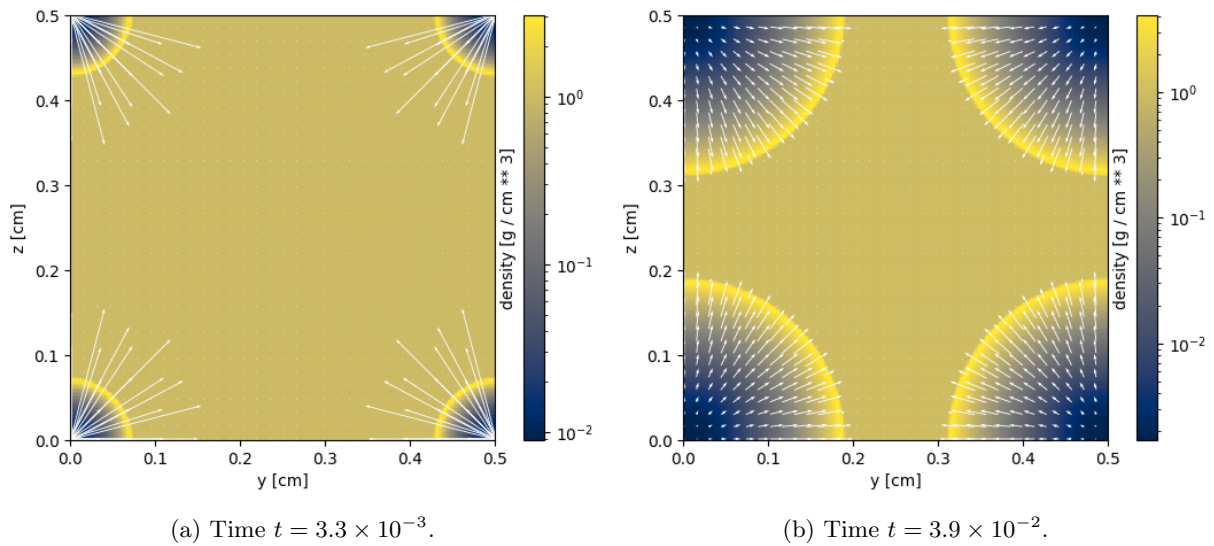 0.5
0.4
0.3
0.2
0.1
0.0
z [cm]
0.0 0.1 0.2 0.3 0.4 0.5
y [cm]
10⁰
10⁻¹
10⁻²
density [g / cm ** 3]
(a) Time t = 3.3 × 10⁻³.
0.5
0.4
0.3
0.2
0.1
0.0
z [cm]
0.0 0.1 0.2 0.3 0.4 0.5
y [cm]
10⁰
10⁻¹
10⁻²
density [g / cm ** 3]
(b) Time t = 3.9 × 10⁻².